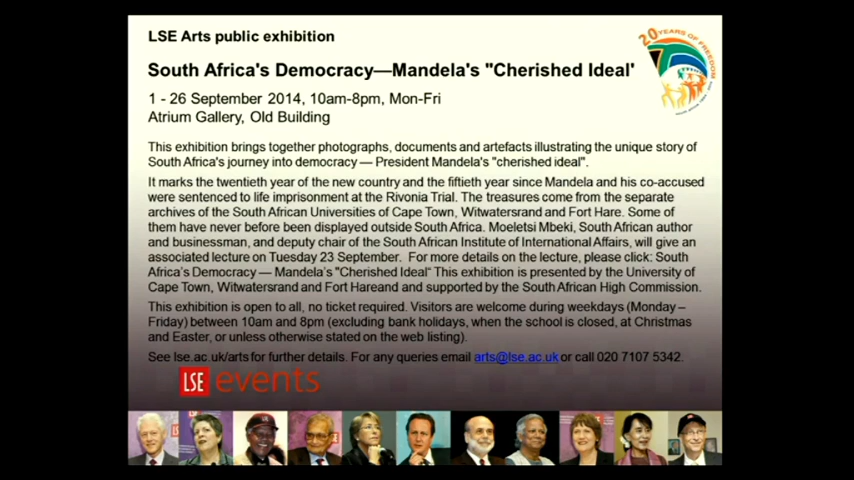 LSE Arts public exhibition
20 YEARS OF FREEDOM
South Africa's Democracy—Mandela's "Cherished Ideal'
1 - 26 September 2014, 10am-8pm, Mon-Fri
Atrium Gallery, Old Building
This exhibition brings together photographs, documents and artefacts illustrating the unique story of
South Africa's journey into democracy — President Mandela's "cherished ideal".
It marks the twentieth year of the new country and the fiftieth year since Mandela and his co-accused
were sentenced to life imprisonment at the Rivonia Trial. The treasures come from the separate
archives of the South African Universities of Cape Town, Witwatersrand and Fort Hare. Some of
them have never before been displayed outside South Africa. Moeletsi Mbeki, South African author
and businessman, and deputy chair of the South African Institute of International Affairs, will give an
associated lecture on Tuesday 23 September. For more details on the lecture, please click: South
Africa's Democracy — Mandela's "Cherished Ideal" This exhibition is presented by the University of
Cape Town, Witwatersrand and Fort Hareand and supported by the South African High Commission.
This exhibition is open to all, no ticket required. Visitors are welcome during weekdays (Monday –
Friday) between 10am and 8pm (excluding bank holidays, when the school is closed, at Christmas
and Easter, or unless otherwise stated on the web listing).
See lse.ac.uk/arts for further details. For any queries email arts@lse.ac.uk or call 020 7107 5342.
LSE events